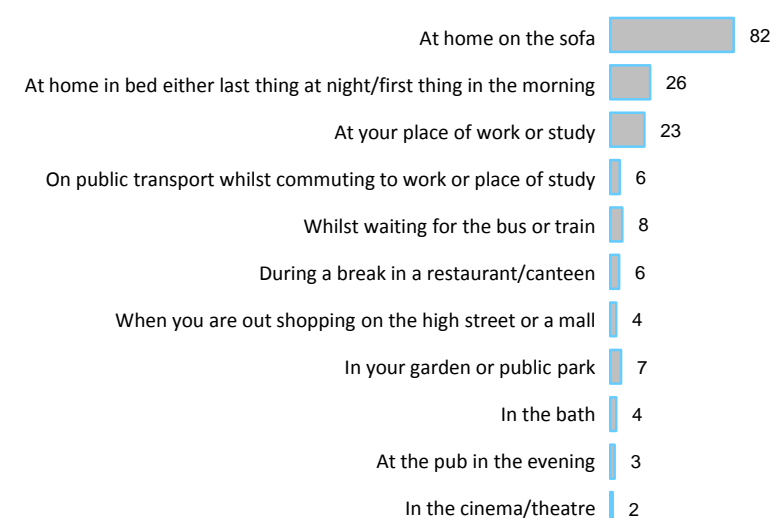 At home on the sofa 82
At home in bed either last thing at night/first thing in the morning 26
At your place of work or study 23
On public transport whilst commuting to work or place of study 6
Whilst waiting for the bus or train 8
During a break in a restaurant/canteen 6
When you are out shopping on the high street or a mall 4
In your garden or public park 7
In the bath 4
At the pub in the evening 3
In the cinema/theatre 2